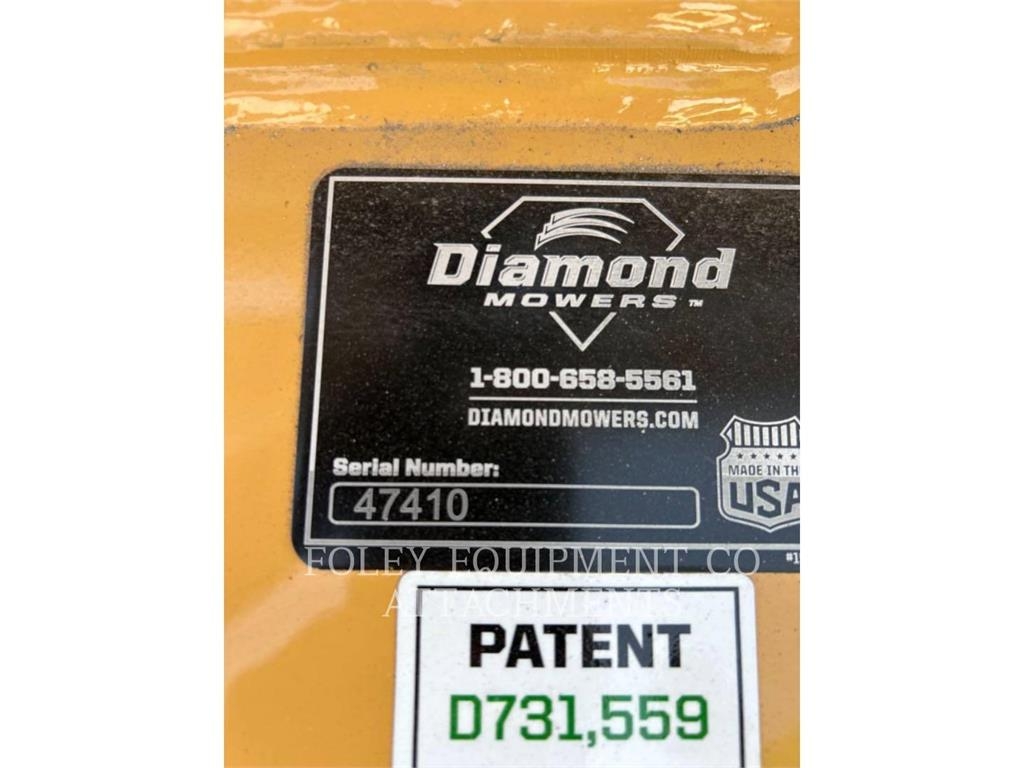 Diamond
MOWERS™
1-800-658-5561
DIAMONDMOWERS.COM
Serial Number:
47410
MADE IN THE
USA
FOLEY EQUIPMENT CO
ATTACHMENTS
PATENT
D731,559